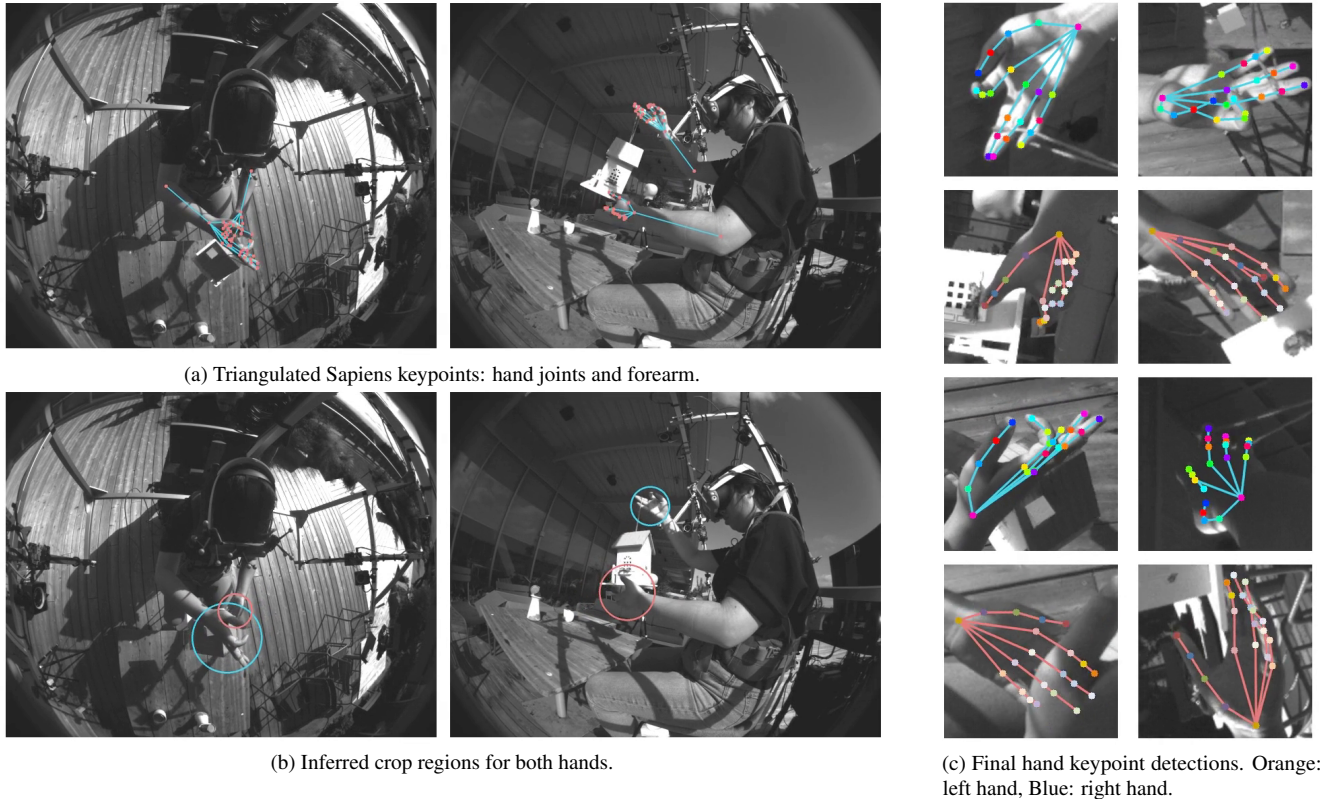 (a) Triangulated Sapiens keypoints: hand joints and forearm.
(b) Inferred crop regions for both hands.
(c) Final hand keypoint detections. Orange:
left hand, Blue: right hand.